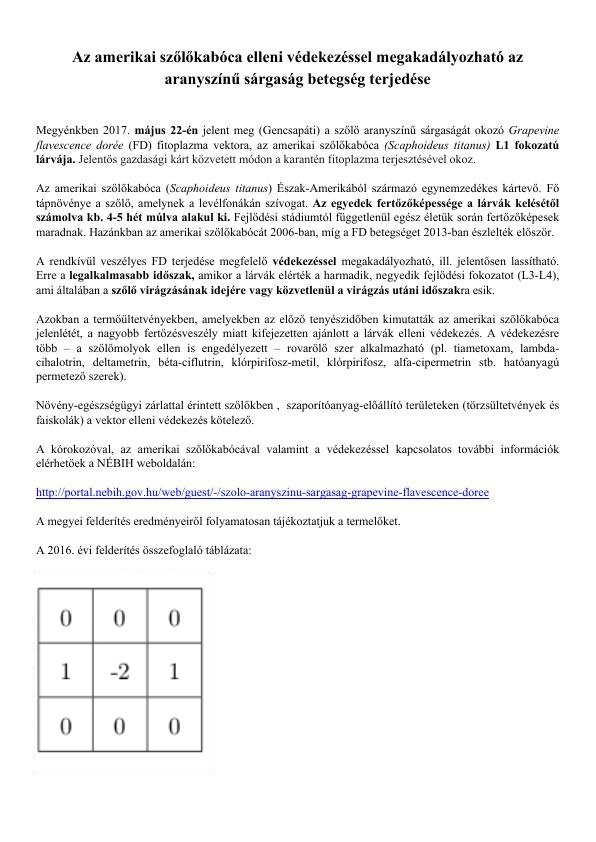 Az amerikai szőlőkabóca elleni védekezéssel megakadályozható az
aranyszínű sárgaság betegség terjedése
Megyénkben 2017. május 22-én jelent meg (Gencsapáti) a szőlő aranyszínű sárgaságát okozó Grapevine
flavescence dorée (FD) fitoplazma vektora, az amerikai szőlőkabóca (Scaphoideus titanus) L1 fokozatú
lárvája. Jelentős gazdasági kárt közvetett módon a karantén fitoplazma terjesztésével okoz.
Az amerikai szőlőkabóca (Scaphoideus titanus) Észak-Amerikából származó egynemzedékes kártevő. Fő
tápnövénye a szőlő, amelynek a levélfonákán szívogat. Az egyedek fertőzőképessége a lárvák kelésétől
számolva kb. 4-5 hét múlva alakul ki. Fejlődési stádiumtól függetlenül egész életük során fertőzőképesek
maradnak. Hazánkban az amerikai szőlőkabócát 2006-ban, míg a FD betegséget 2013-ban észlelték először.
A rendkívül veszélyes FD terjedése megfelelő védekezéssel megakadályozható, ill. jelentősen lassítható.
Erre a legalkalmasabb időszak, amikor a lárvák elérték a harmadik, negyedik fejlődési fokozatot (L3-L4),
ami általában a szőlő virágzásának idejére vagy közvetlenül a virágzás utáni időszakra esik.
Azokban a termőültetvényekben, amelyekben az előző tenyészidőben kimutatták az amerikai szőlőkabóca
jelenlétét, a nagyobb fertőzésveszély miatt kifejezetten ajánlott a lárvák elleni védekezés. A védekezésre
több – a szőlőmolyok ellen is engedélyezett – rovarölő szer alkalmazható (pl. tiametoxam, lambda-
cihalotrin, deltametrin, béta-ciflutrin, klórpirifosz-metil, klórpirifosz, alfa-cipermetrin stb. hatóanyagú
permetező szerek).
Növény-egészségügyi zárlattal érintett szőlőkben , szaporítóanyag-előállító területeken (törzsültetvények és
faiskolák) a vektor elleni védekezés kötelező.
A kórokozóval, az amerikai szőlőkabócával valamint a védekezéssel kapcsolatos további információk
elérhetőek a NÉBIH weboldalán:
http://portal.nebih.gov.hu/web/guest/-/szolo-aranyszinu-sargasag-grapevine-flavescence-doree
A megyei felderítés eredményeiről folyamatosan tájékoztatjuk a termelőket.
A 2016. évi felderítés összefoglaló táblázata:
0 0 0
1 -2 1
0 0 0